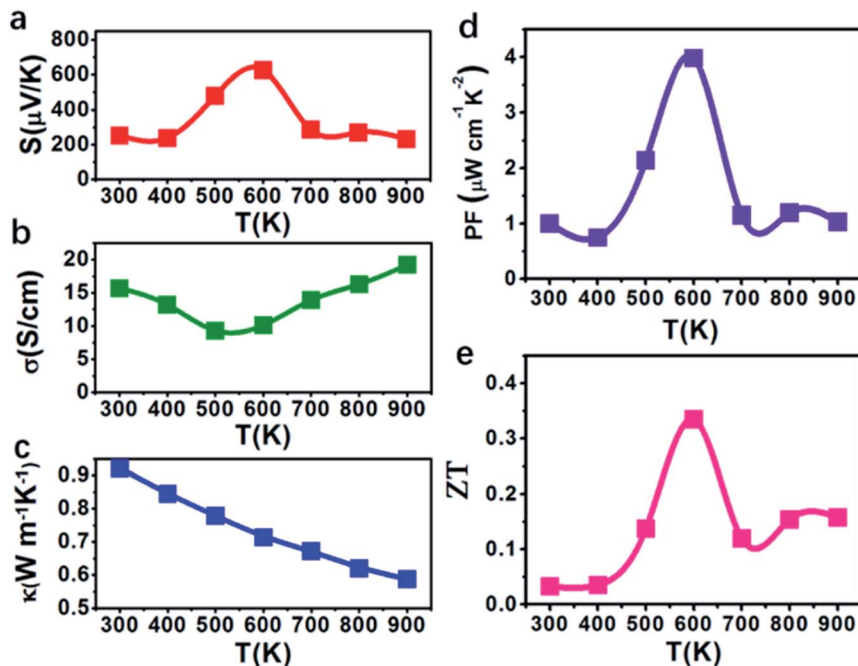 a
800
600
400
200
0
S(μV/K)
300 400 500 600 700 800 900
T(K)
b
20
15
10
5
0
σ(S/cm)
300 400 500 600 700 800 900
T(K)
c
0.9
0.8
0.7
0.6
0.5
κ(W m⁻¹K⁻¹)
300 400 500 600 700 800 900
T(K)
d
4
3
2
1
0
PF (μW cm⁻¹K⁻²)
300 400 500 600 700 800 900
T(K)
e
0.4
0.3
0.2
0.1
0.0
ZT
300 400 500 600 700 800 900
T(K)